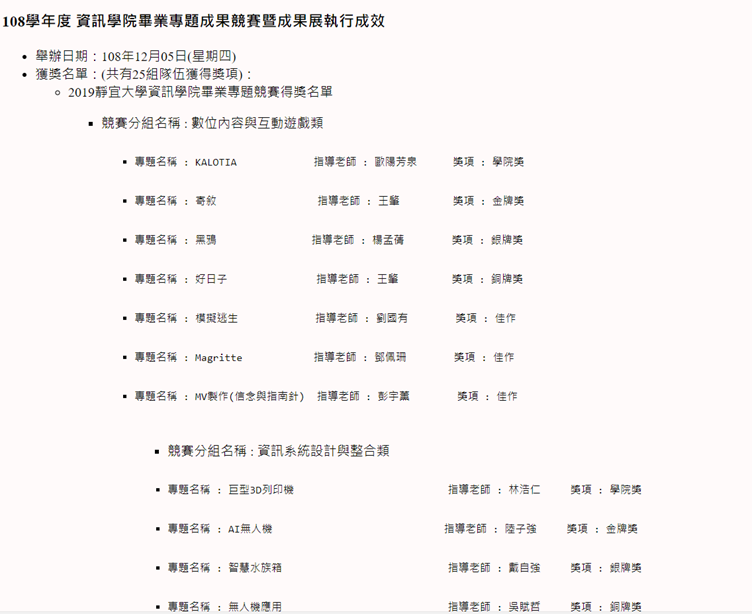 108學年度 資訊學院畢業專題成果競賽暨成果展執行成效
舉辦日期：108年12月05日(星期四)
獲獎名單：(共有25組隊伍獲得獎項)：
2019靜宜大學資訊學院畢業專題競賽得獎名單
競賽分組名稱 : 數位內容與互動遊戲類
專題名稱 : KALOTIA 指導老師 : 歐陽芳泉 獎項 : 學院獎
專題名稱 : 寄敘 指導老師 : 王肇 獎項 : 金牌獎
專題名稱 : 黑鴉 指導老師 : 楊孟蒨 獎項 : 銀牌獎
專題名稱 : 好日子 指導老師 : 王肇 獎項 : 銅牌獎
專題名稱 : 模擬逃生 指導老師 : 劉國有 獎項 : 佳作
專題名稱 : Magritte 指導老師 : 鄧佩珊 獎項 : 佳作
專題名稱 : MV製作(信念與指南針) 指導老師 : 彭宇薰 獎項 : 佳作
競賽分組名稱 : 資訊系統設計與整合類
專題名稱 : 巨型3D列印機 指導老師 : 林浩仁 獎項 : 學院獎
專題名稱 : AI無人機 指導老師 : 陸子強 獎項 : 金牌獎
專題名稱 : 智慧水族箱 指導老師 : 戴自強 獎項 : 銀牌獎
專題名稱 : 無人機應用 指導老師 : 吳賦哲 獎項 : 銅牌獎